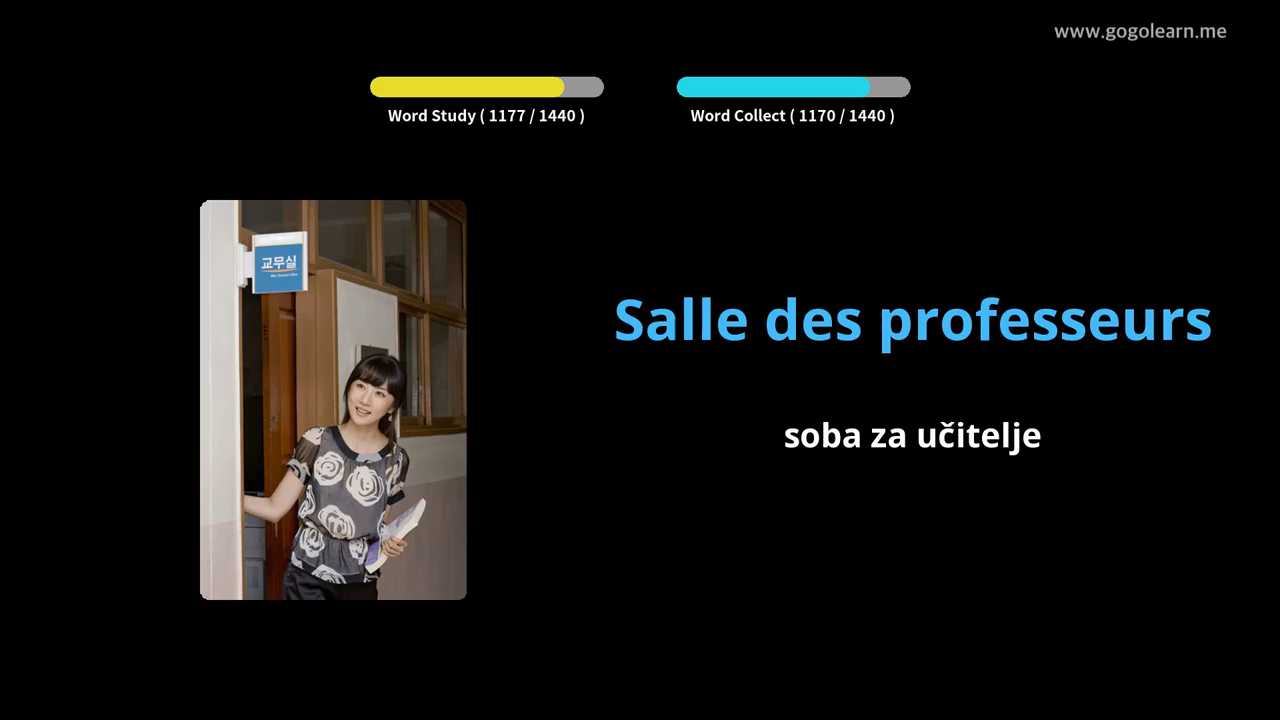 www.gogolearn.me
Word Study ( 1177 / 1440 )
Word Collect ( 1170 / 1440 )
교무실
Salle des professeurs
soba za učitelje